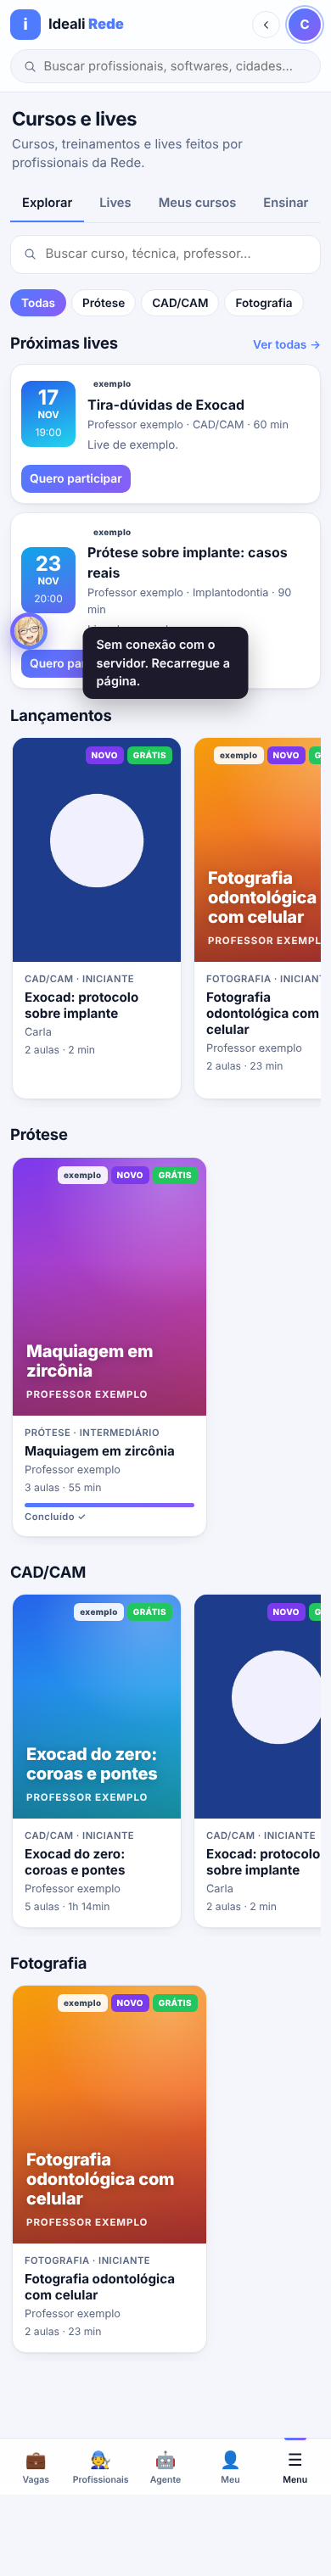 i Ideali Rede
C
Buscar profissionais, softwares, cidades...
Cursos e lives
Cursos, treinamentos e lives feitos por
profissionais da Rede.
Explorar Lives Meus cursos Ensinar
Buscar curso, técnica, professor...
Todas Prótese CAD/CAM Fotografia
Próximas lives Ver todas →
17
NOV
19:00
exemplo
Tira-dúvidas de Exocad
Professor exemplo · CAD/CAM · 60 min
Live de exemplo.
Quero participar
23
NOV
20:00
exemplo
Prótese sobre implante: casos
reais
Professor exemplo · Implantodontia · 90
min
Quero
Sem conexão com o
servidor. Recarregue a
página.
Lançamentos
NOVO GRÁTIS
CAD/CAM · INICIANTE
Exocad: protocolo
sobre implante
Carla
2 aulas · 2 min
exemplo NOVO G
Fotografia
odontológica
com celular
PROFESSOR EXEMPL
FOTOGRAFIA · INICIANT
Fotografia
odontológica com
celular
Professor exemplo
2 aulas · 23 min
Prótese
exemplo NOVO GRÁTIS
Maquiagem em
zircônia
PROFESSOR EXEMPLO
PRÓTESE · INTERMEDIÁRIO
Maquiagem em zircônia
Professor exemplo
3 aulas · 55 min
Concluído ✓
CAD/CAM
exemplo GRÁTIS
Exocad do zero:
coroas e pontes
PROFESSOR EXEMPLO
CAD/CAM · INICIANTE
Exocad do zero:
coroas e pontes
Professor exemplo
5 aulas · 1h 14min
NOVO G
CAD/CAM · INICIANTE
Exocad: protocolo
sobre implante
Carla
2 aulas · 2 min
Fotografia
exemplo NOVO GRÁTIS
Fotografia
odontológica com
celular
PROFESSOR EXEMPLO
FOTOGRAFIA · INICIANTE
Fotografia odontológica
com celular
Professor exemplo
2 aulas · 23 min
Vagas Profissionais Agente Meu Menu